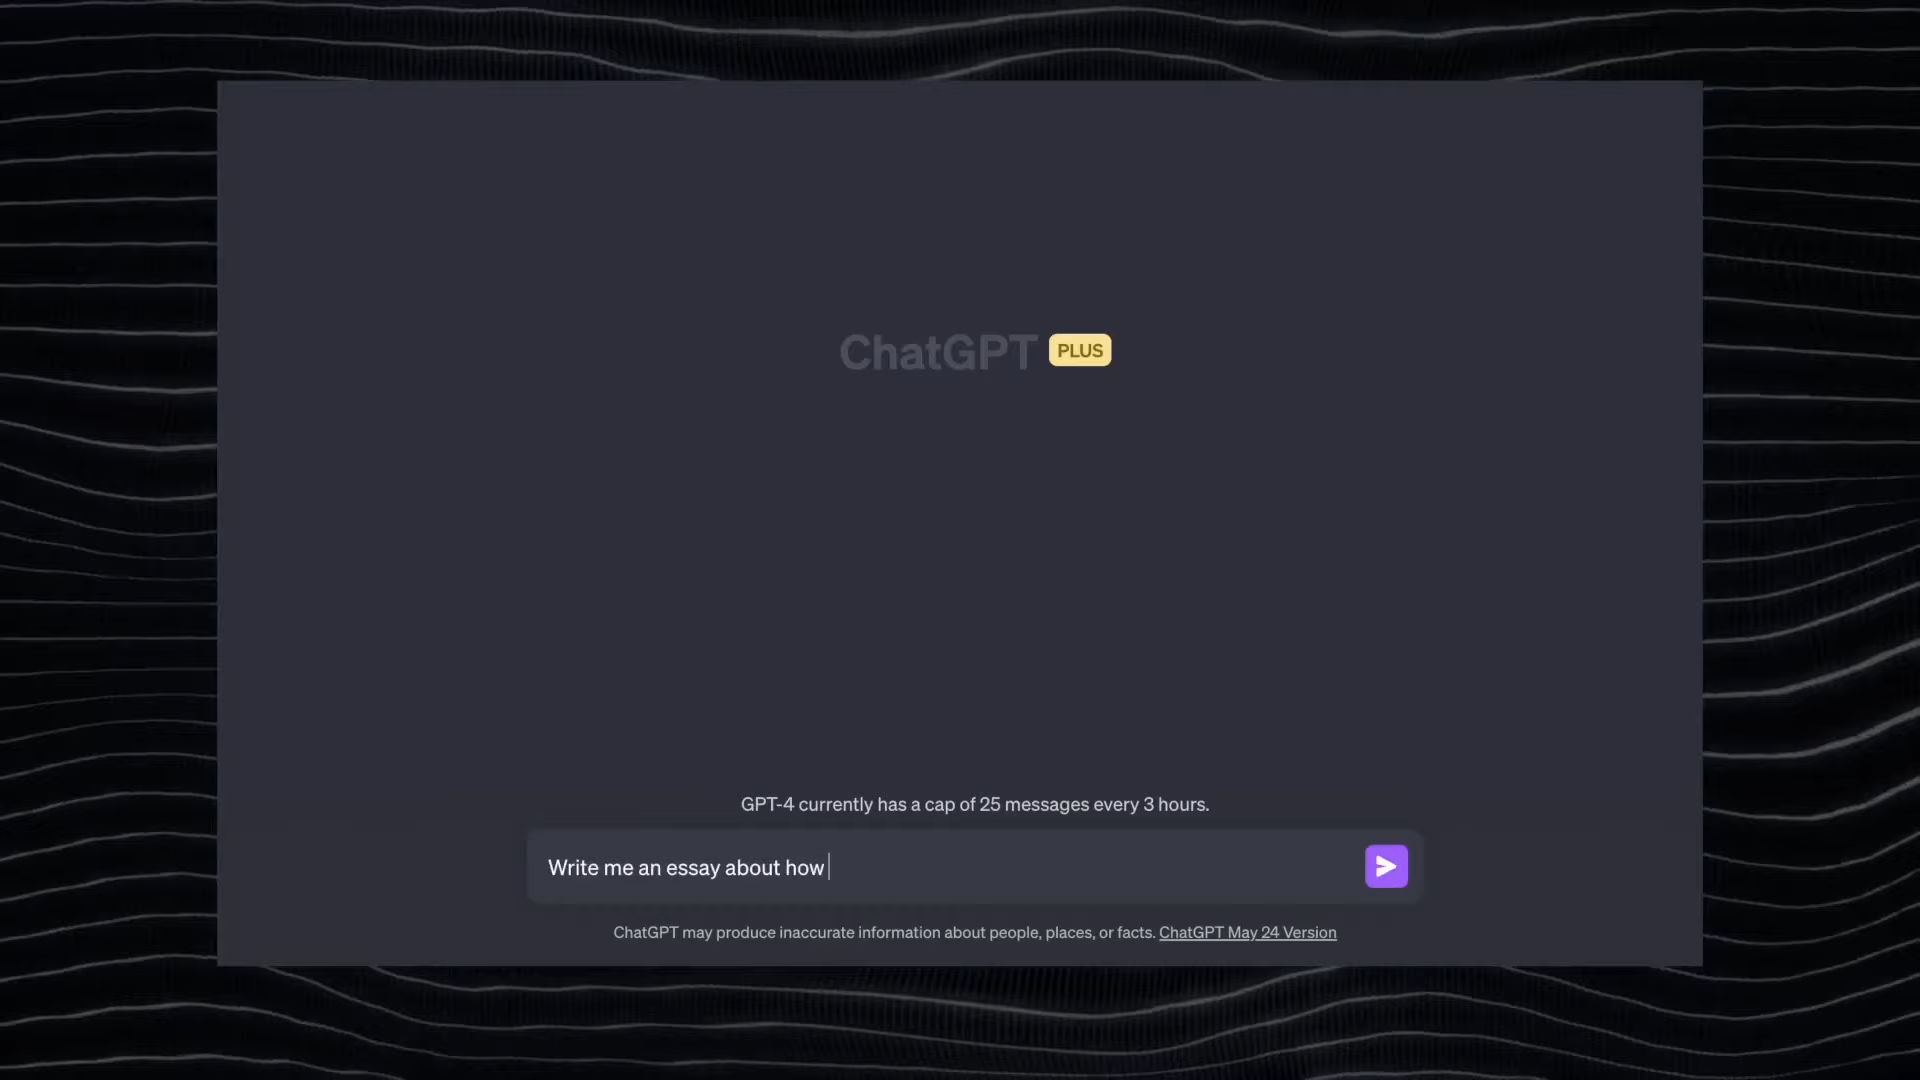 ChatGPT PLUS
GPT-4 currently has a cap of 25 messages every 3 hours.
Write me an essay about how
ChatGPT may produce inaccurate information about people, places, or facts. ChatGPT May 24 Version